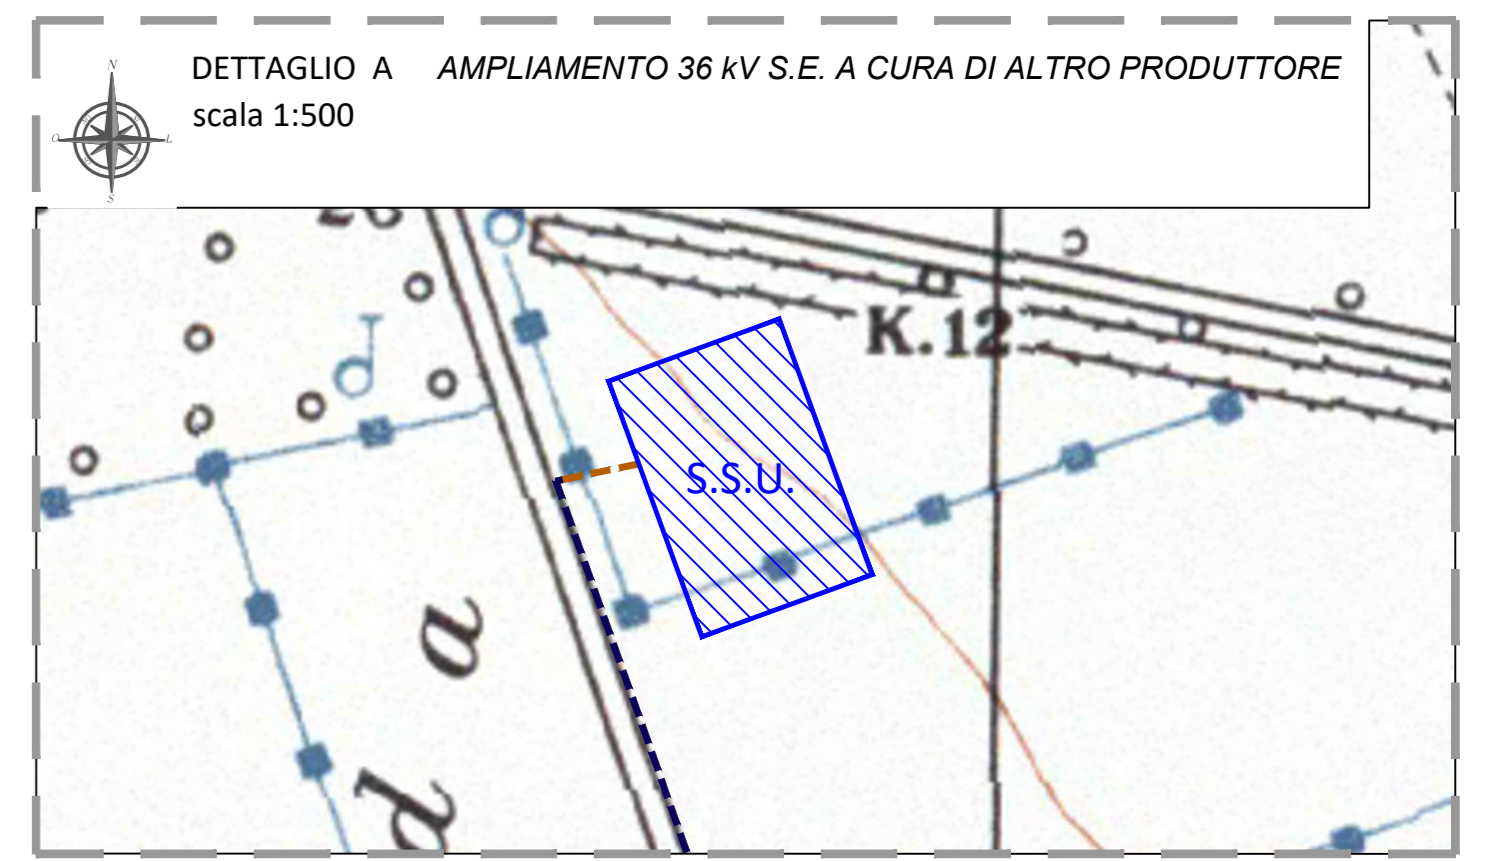 N
O L
S
DETTAGLIO A AMPLIAMENTO 36 kV S.E. A CURA DI ALTRO PRODUTTORE
scala 1:500
K.12
S.S.U.
a
d